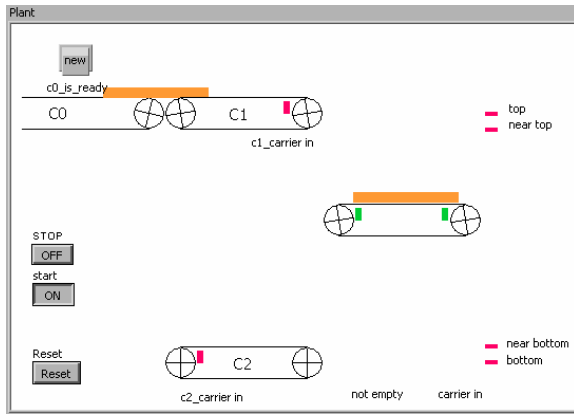 Plant
new
c0_is_ready
C0
C1
c1_carrier in
top
near top
STOP
OFF
start
ON
Reset
Reset
C2
c2_carrier in
near bottom
bottom
not empty
carrier in